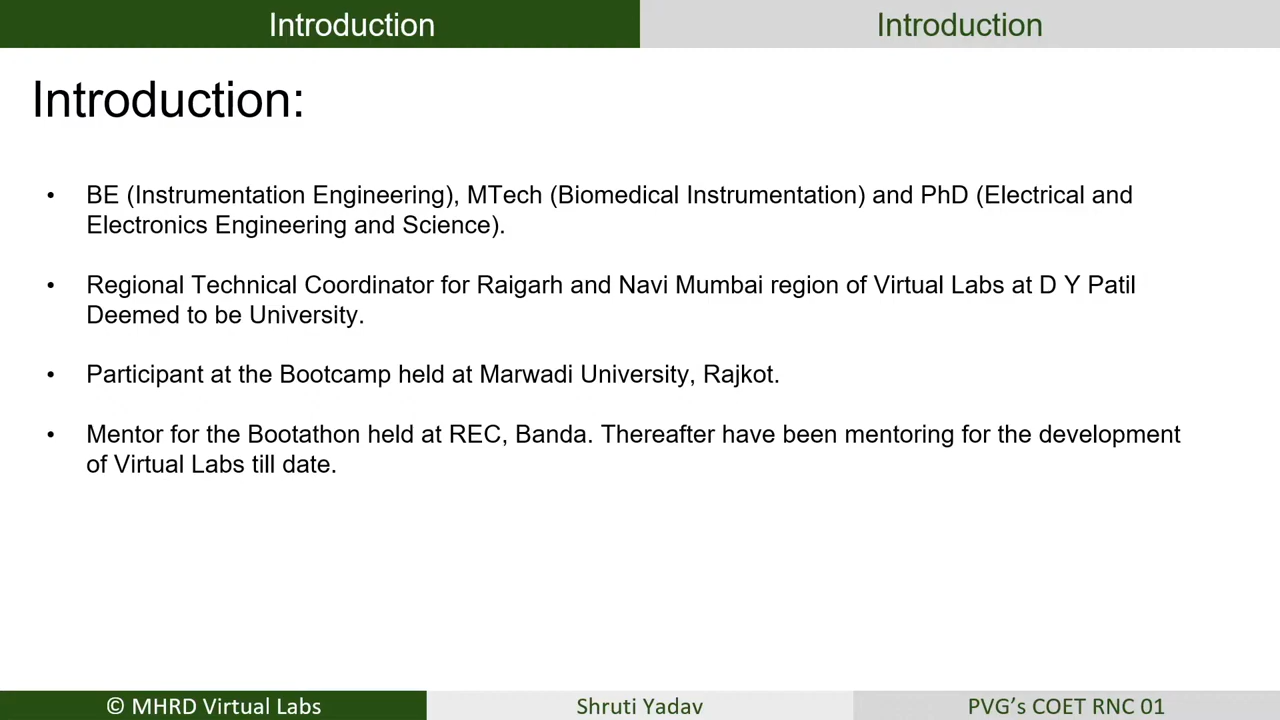 Introduction
Introduction
Introduction:
• BE (Instrumentation Engineering), MTech (Biomedical Instrumentation) and PhD (Electrical and
Electronics Engineering and Science).
• Regional Technical Coordinator for Raigarh and Navi Mumbai region of Virtual Labs at D Y Patil
Deemed to be University.
• Participant at the Bootcamp held at Marwadi University, Rajkot.
• Mentor for the Bootathon held at REC, Banda. Thereafter have been mentoring for the development
of Virtual Labs till date.
© MHRD Virtual Labs
Shruti Yadav
PVG’s COET RNC 01